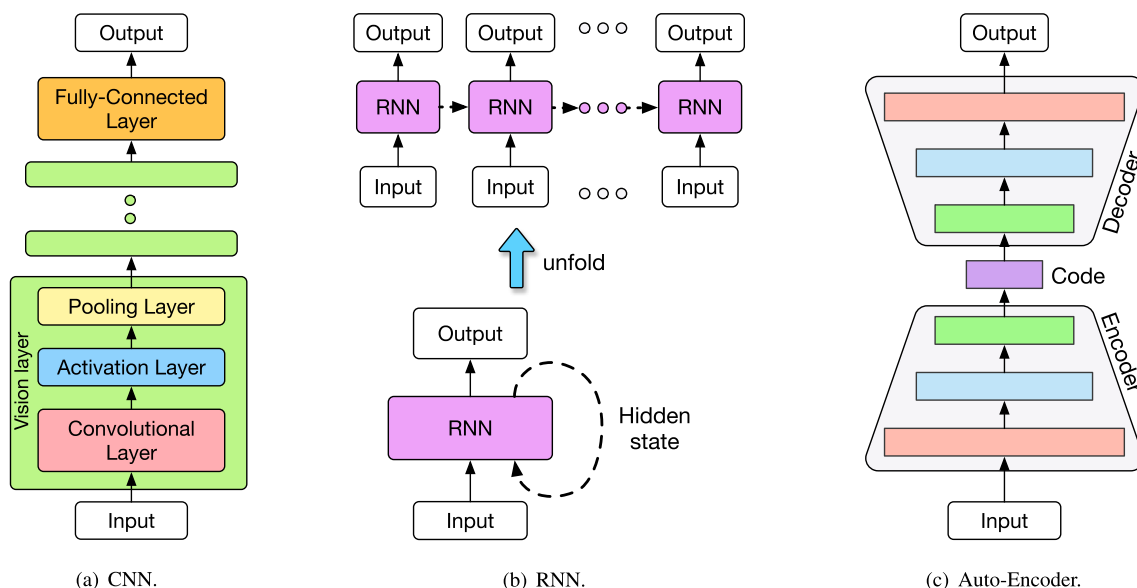 Output
Fully-Connected
Layer
Pooling Layer
Activation Layer
Convolutional
Layer
Vision layer
Input
(a) CNN.
Output Output Output
RNN RNN RNN
Input Input Input
unfold
Output
RNN
Hidden
state
Input
(b) RNN.
Output
Decoder
Code
Encoder
Input
(c) Auto-Encoder.